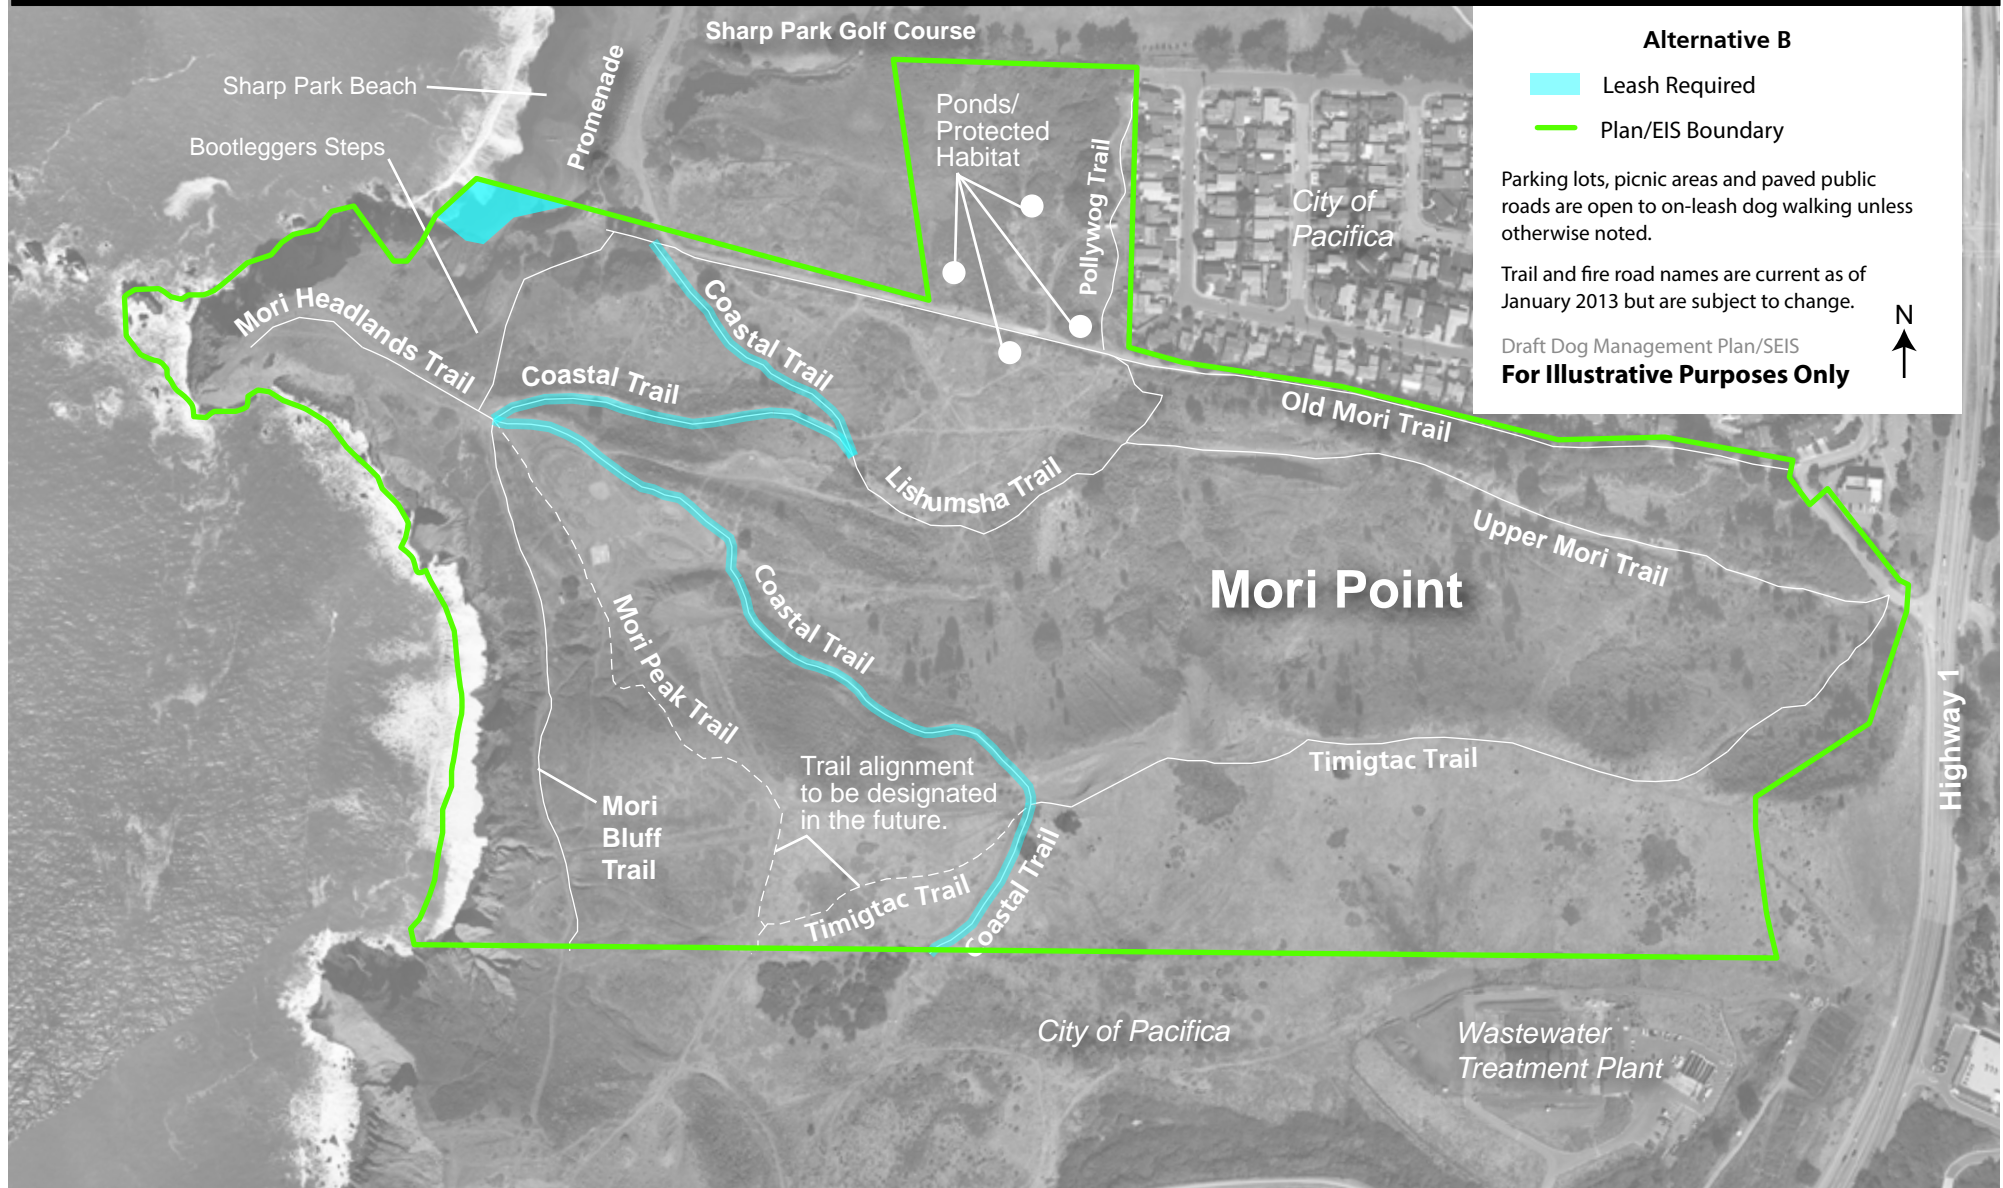 Sharp Park Golf Course
Sharp Park Beach
Promenade
Bootleggers Steps
Ponds/
Protected
Habitat
Pollywog Trail
City of
Pacifica
Alternative B
Leash Required
Plan/EIS Boundary
Parking lots, picnic areas and paved public
roads are open to on-leash dog walking unless
otherwise noted.
Trail and fire road names are current as of
January 2013 but are subject to change.
N
Draft Dog Management Plan/SEIS
For Illustrative Purposes Only
Mori Headlands Trail
Coastal Trail
Coastal Trail
Old Mori Trail
Lishumsha Trail
Upper Mori Trail
Mori Point
Coastal Trail
Mori Peak Trail
Highway 1
Timigtac Trail
Trail alignment
to be designated
in the future.
Mori
Bluff
Trail
Timigtac Trail
Coastal Trail
City of Pacifica
Wastewater
Treatment Plant